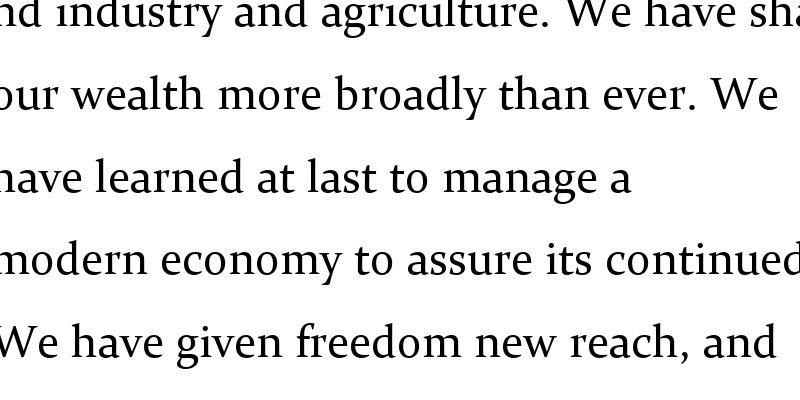 nd industry and agriculture. We have sha
our wealth more broadly than ever. We
have learned at last to manage a
modern economy to assure its continued
We have given freedom new reach, and